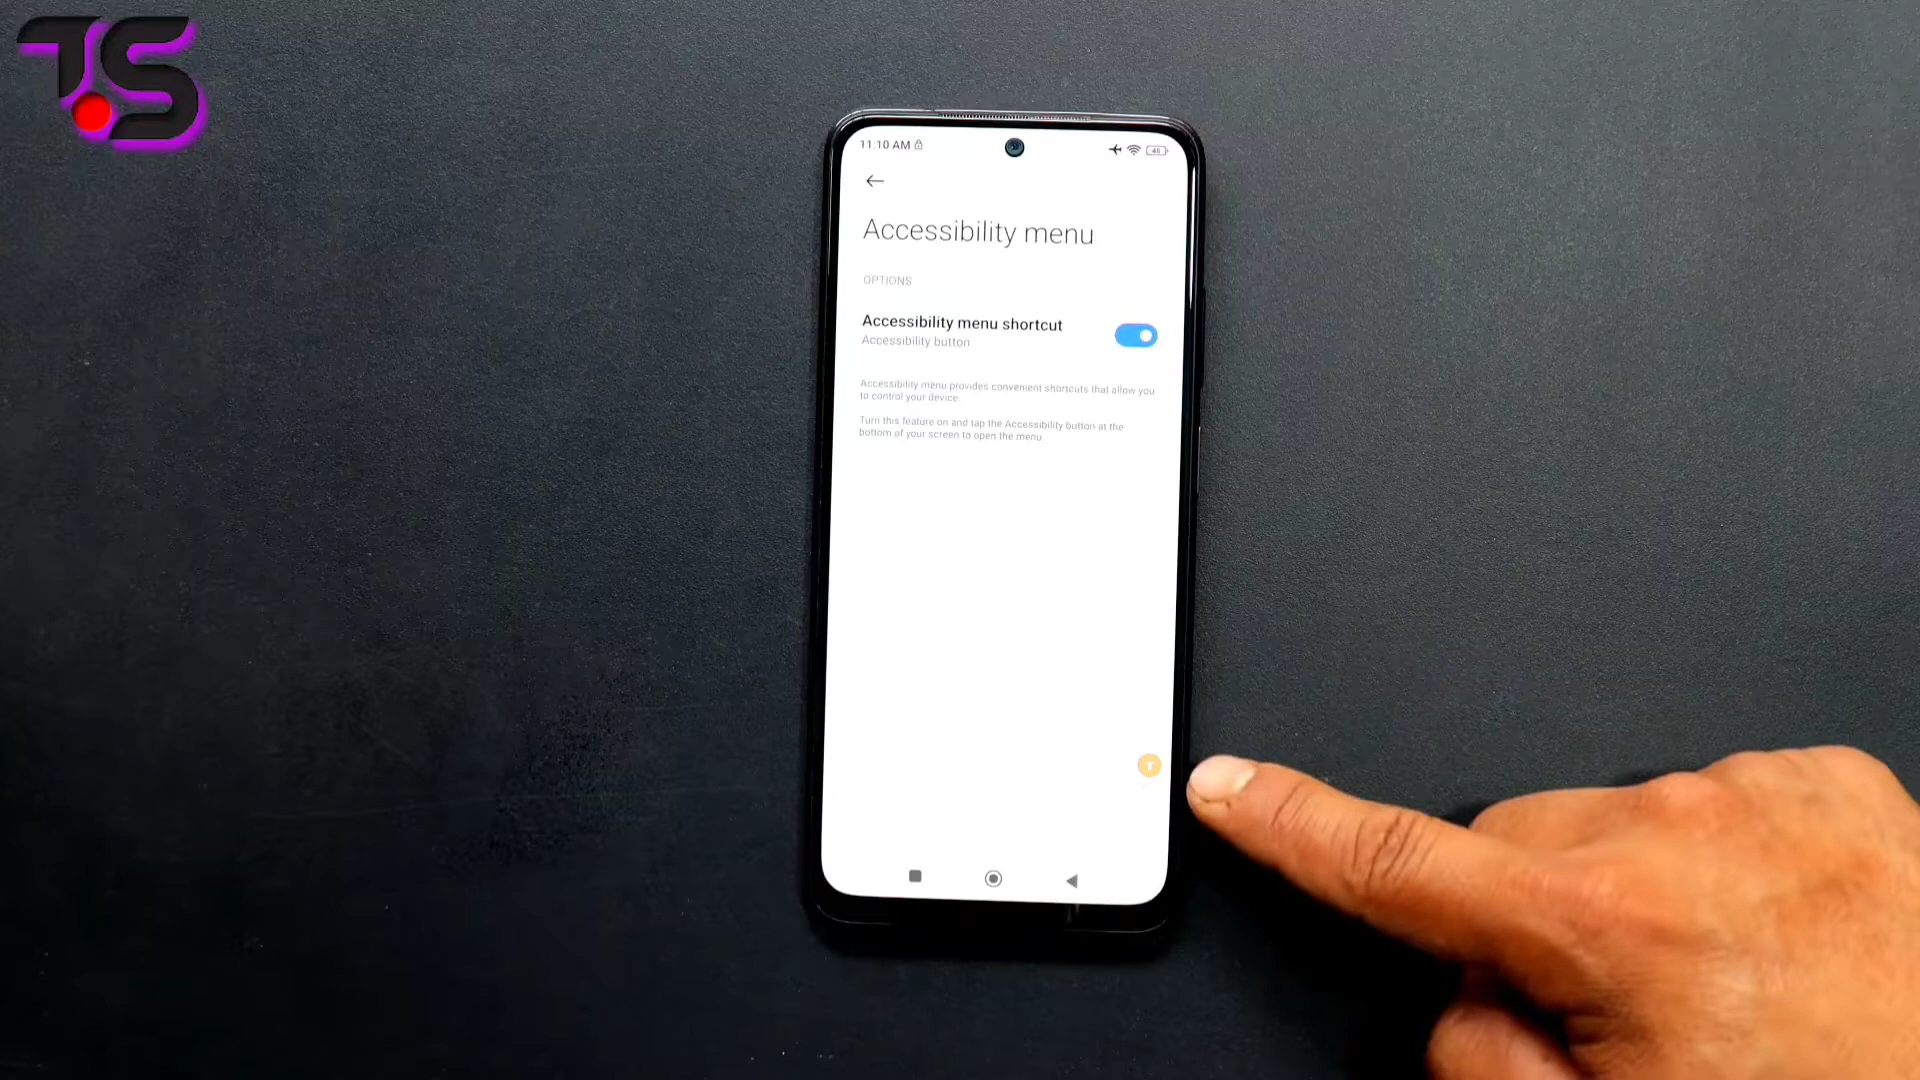 T.S
11:10 AM
48
Accessibility menu
OPTIONS
Accessibility menu shortcut
Accessibility button
Accessibility menu provides convenient shortcuts that allow you
to control your device.
Turn this feature on and tap the Accessibility button at the
bottom of your screen to open the menu.